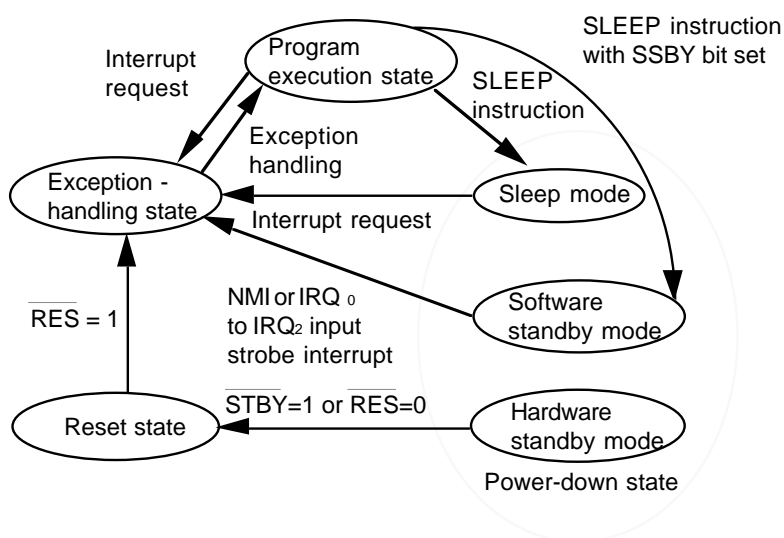 SLEEP instruction
with SSBY bit set
Program
execution state
Interrupt
request
SLEEP
instruction
Exception
handling
Exception -
handling state
Sleep mode
Interrupt request
NMI or IRQ 0
to IRQ2 input
strobe interrupt
Software
standby mode
RES = 1
STBY=1 or RES=0
Reset state
Hardware
standby mode
Power-down state